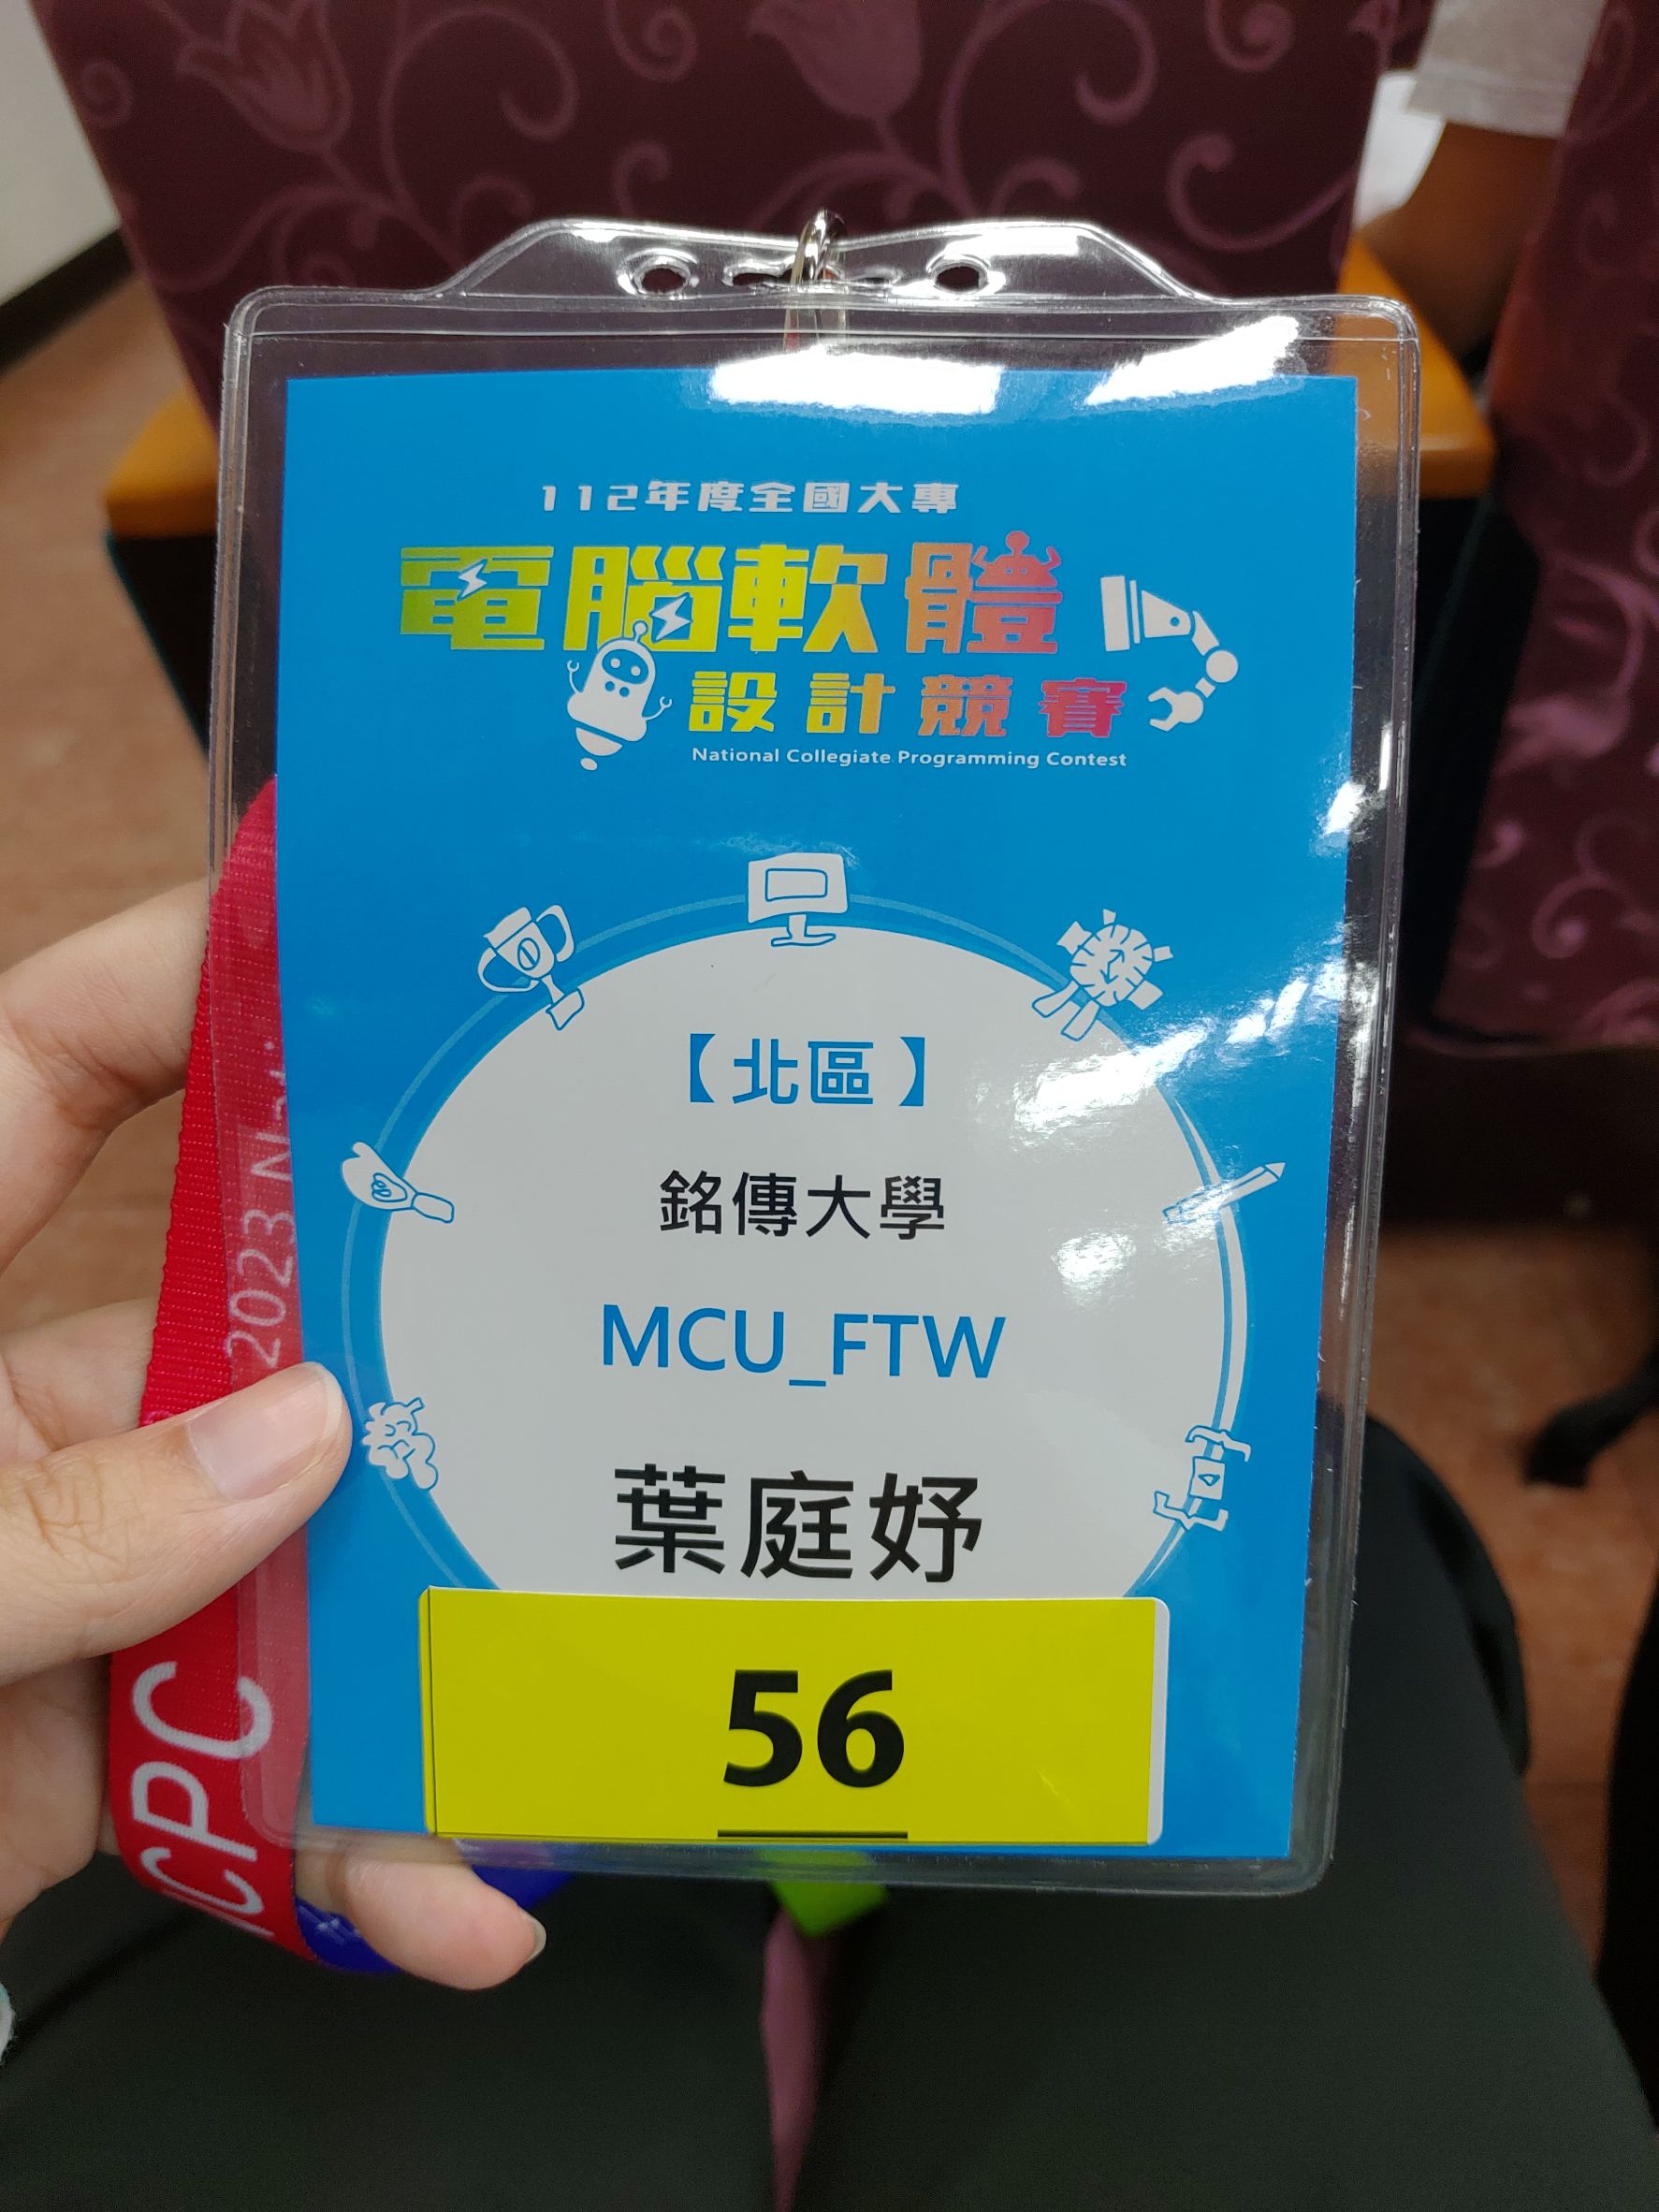 112年度全國大專
電腦軟體
設計競賽
National Collegiate Programming Contest
【北區】
銘傳大學
MCU_FTW
葉庭妤
56
2023
CPC